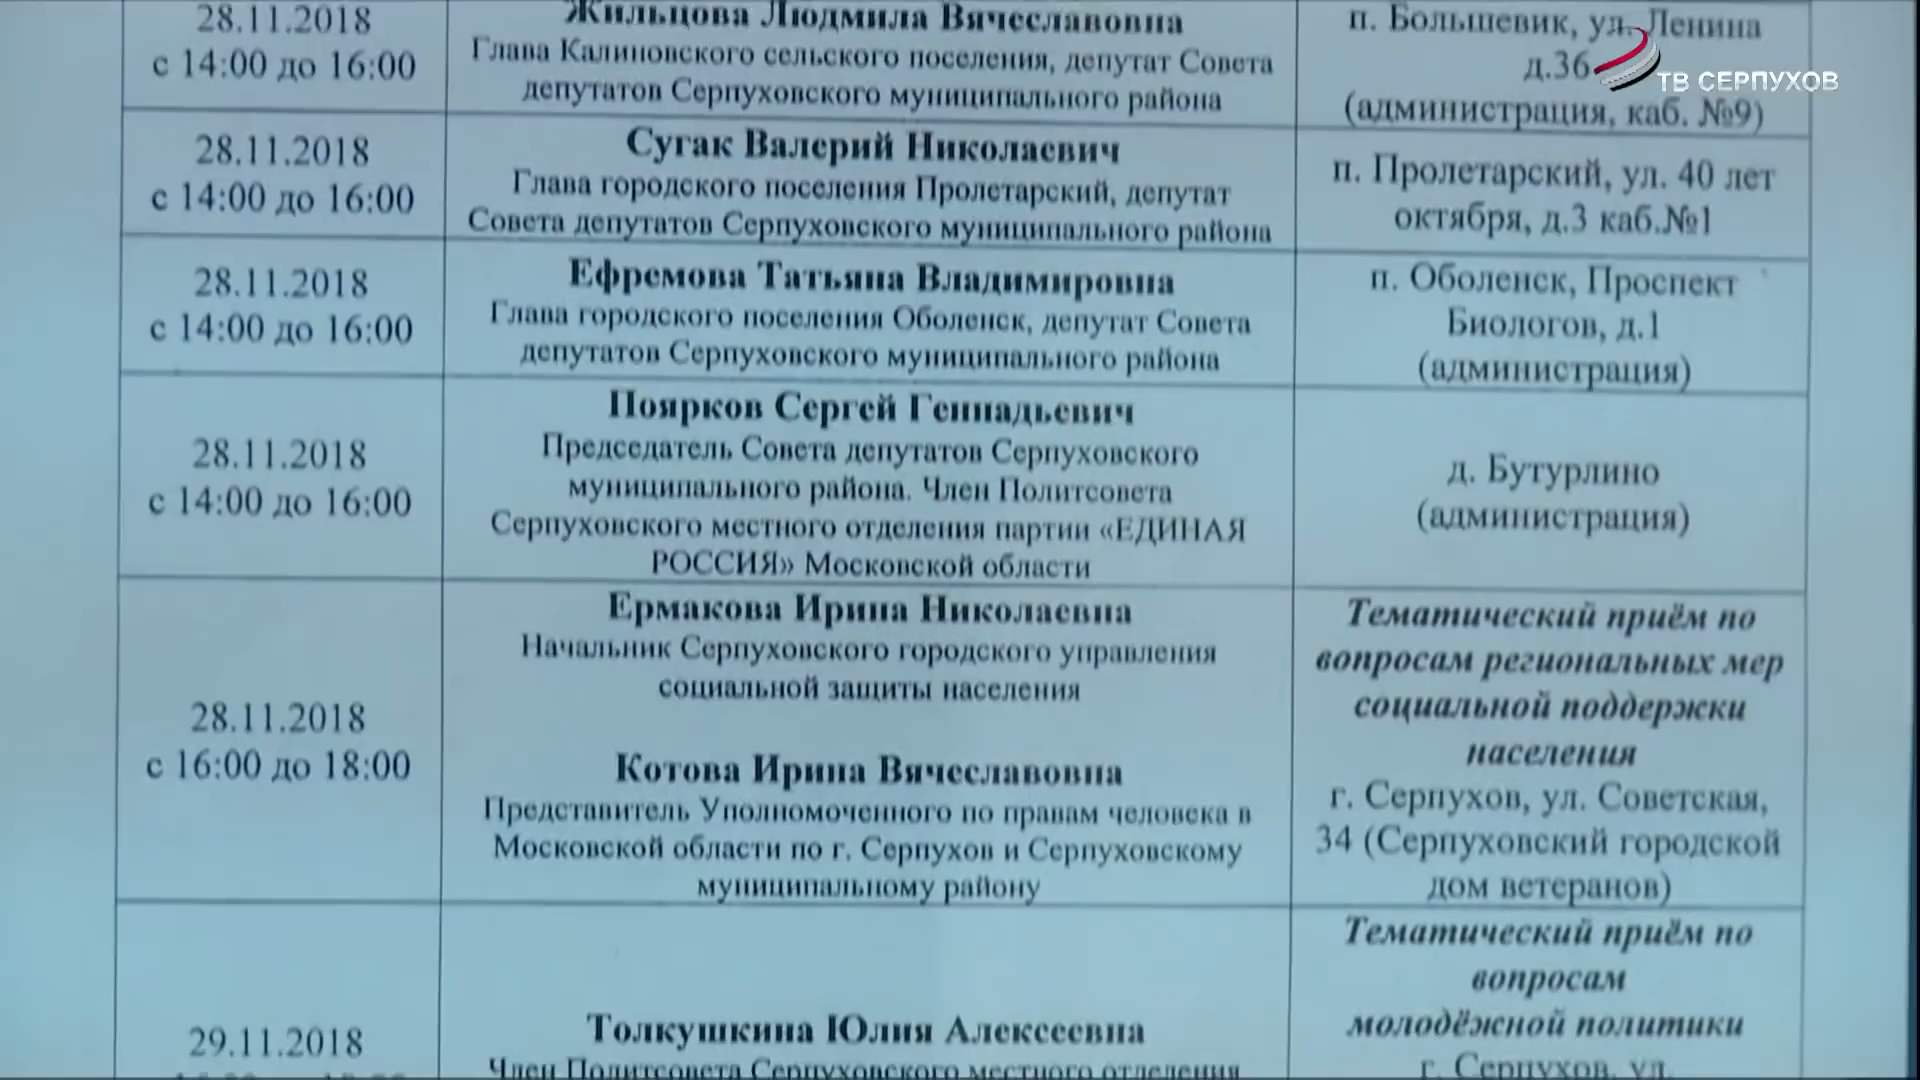 28.11.2018
с 14:00 до 16:00
Жильцова Людмила Вячеславовна
Глава Калиновского сельского поселения, депутат Совета
депутатов Серпуховского муниципального района
п. Большевик, ул. Ленина
д.36
(администрация, каб. №9)
ТВ СЕРПУХОВ
28.11.2018
с 14:00 до 16:00
Сугак Валерий Николаевич
Глава городского поселения Пролетарский, депутат
Совета депутатов Серпуховского муниципального района
п. Пролетарский, ул. 40 лет
октября, д.3 каб.№1
28.11.2018
с 14:00 до 16:00
Ефремова Татьяна Владимировна
Глава городского поселения Оболенск, депутат Совета
депутатов Серпуховского муниципального района
п. Оболенск, Проспект
Биологов, д.1
(администрация)
28.11.2018
с 14:00 до 16:00
Поярков Сергей Геннадьевич
Председатель Совета депутатов Серпуховского
муниципального района. Член Политсовета
Серпуховского местного отделения партии «ЕДИНАЯ
РОССИЯ» Московской области
д. Бутурлино
(администрация)
28.11.2018
с 16:00 до 18:00
Ермакова Ирина Николаевна
Начальник Серпуховского городского управления
социальной защиты населения
Котова Ирина Вячеславовна
Представитель Уполномоченного по правам человека в
Московской области по г. Серпухов и Серпуховскому
муниципальному району
Тематический приём по
вопросам региональных мер
социальной поддержки
населения
г. Серпухов, ул. Советская,
34 (Серпуховский городской
дом ветеранов)
29.11.2018
Толкушкина Юлия Алексеевна
Член Политсовета Серпуховского местного отделения
Тематический приём по
вопросам
молодёжной политики
г. Серпухов, ул.